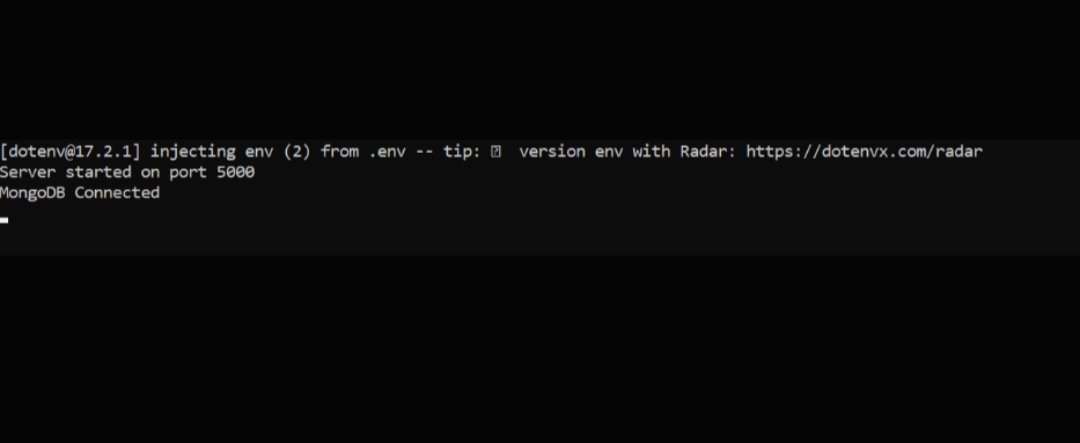 [dotenv@17.2.1] injecting env (2) from .env -- tip: version env with Radar: https://dotenvx.com/radar
Server started on port 5000
MongoDB Connected